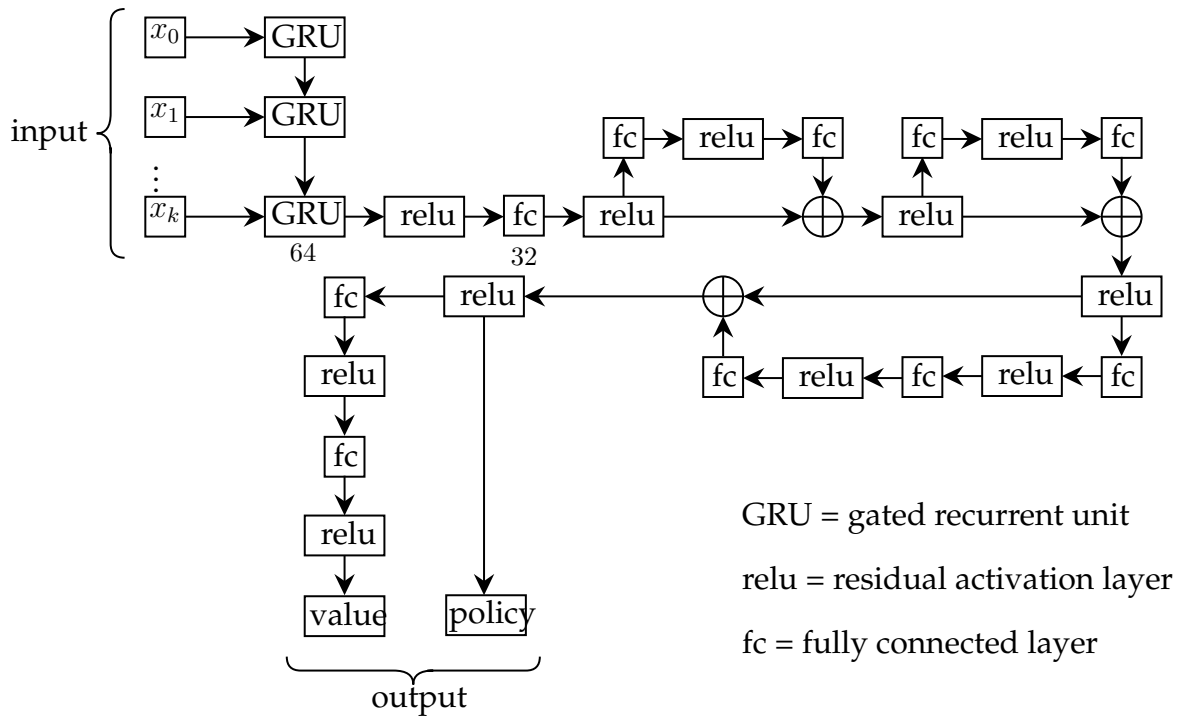 x₀ GRU
input
x₁ GRU
fc relu fc fc relu fc
⋮
xₖ GRU relu fc relu relu
64 32
fc relu relu
relu fc relu fc relu fc
fc
relu
GRU = gated recurrent unit
relu = residual activation layer
value policy
fc = fully connected layer
output